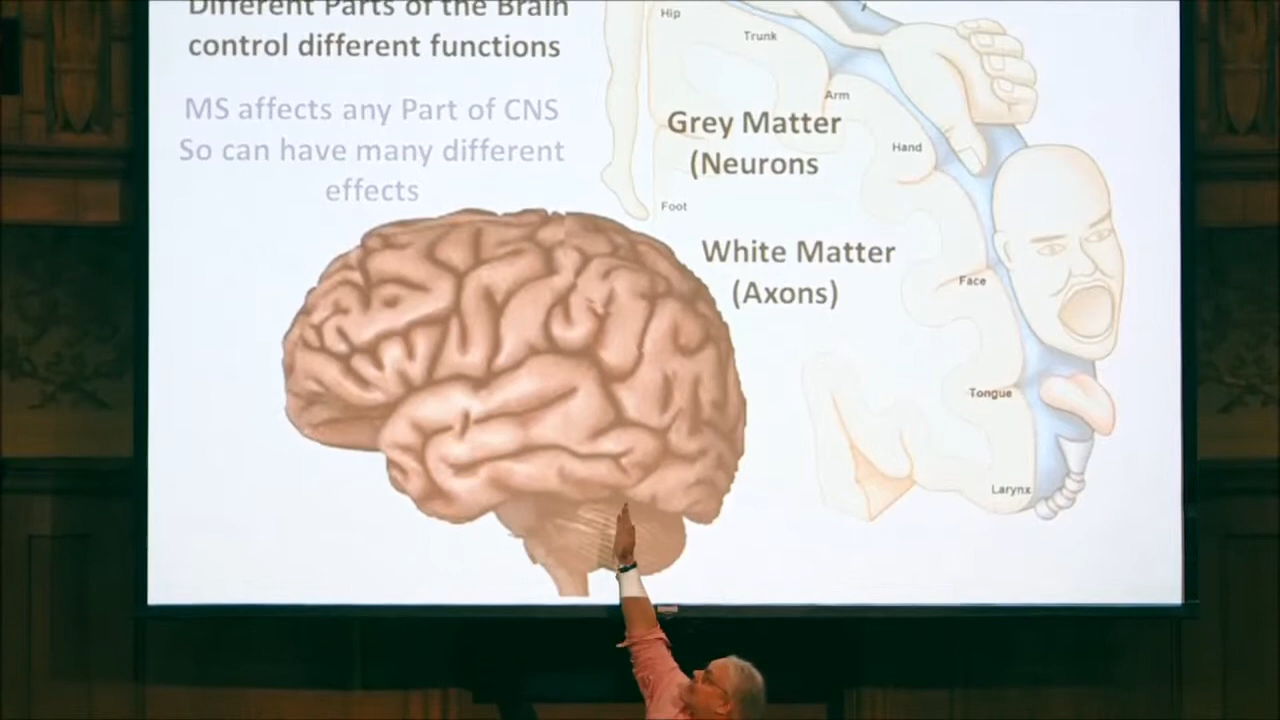 Different Parts of the Brain
control different functions
MS affects any Part of CNS
So can have many different
effects
Hip
Trunk
Arm
Grey Matter
(Neurons
Hand
Foot
White Matter
(Axons)
Face
Tongue
Larynx